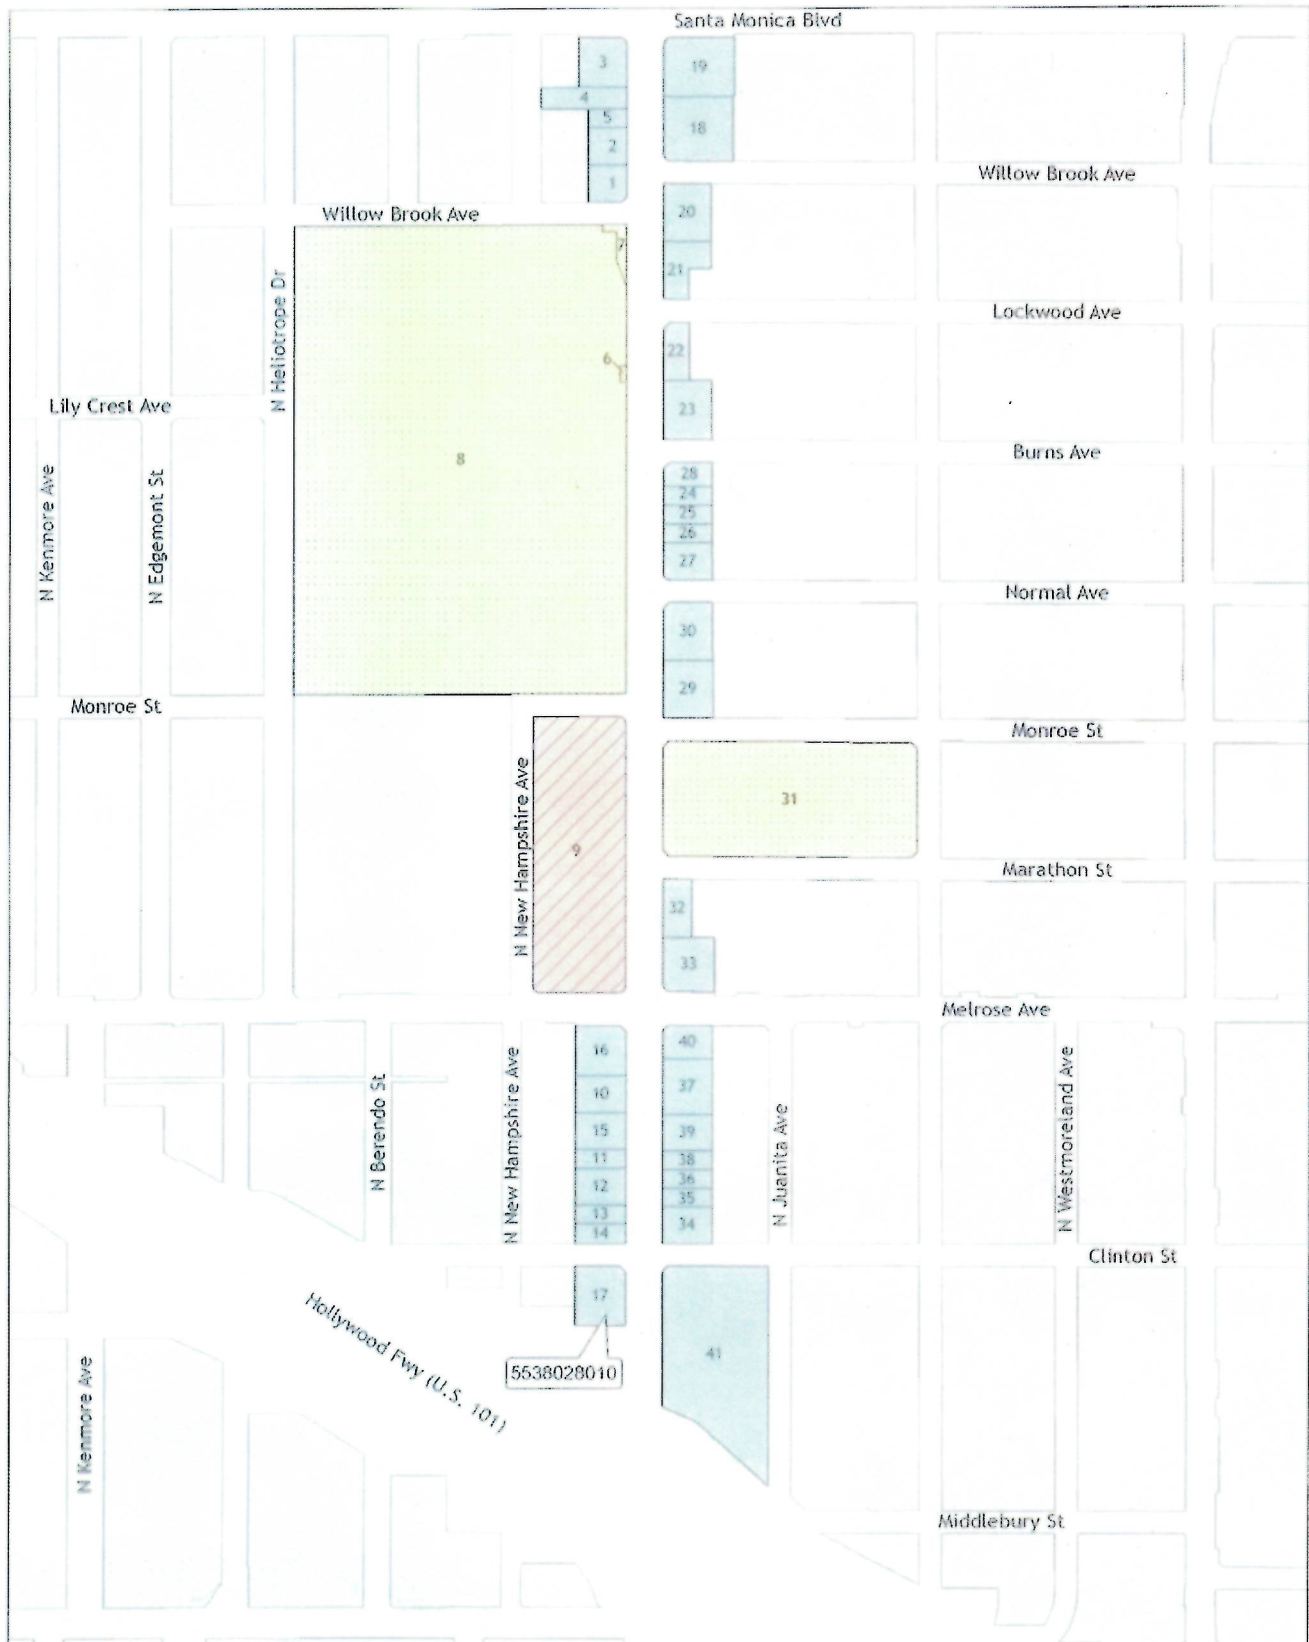 Santa Monica Blvd
3
19
4
5
18
2
Willow Brook Ave
1
20
Willow Brook Ave
7
21
Lockwood Ave
N Heliotrope Dr
22
6
Lily Crest Ave
23
Burns Ave
8
28
24
25
26
27
N Kenmore Ave
N Edgemont St
Normal Ave
30
29
Monroe St
Monroe St
31
9
N New Hampshire Ave
Marathon St
32
33
Melrose Ave
16
40
10
37
15
39
11
38
12
36
35
13
34
14
N Berendo St
N New Hampshire Ave
N Juanita Ave
N Westmoreland Ave
Clinton St
17
Hollywood Fwy (U.S. 101)
41
5538028010
N Kenmore Ave
Middlebury St